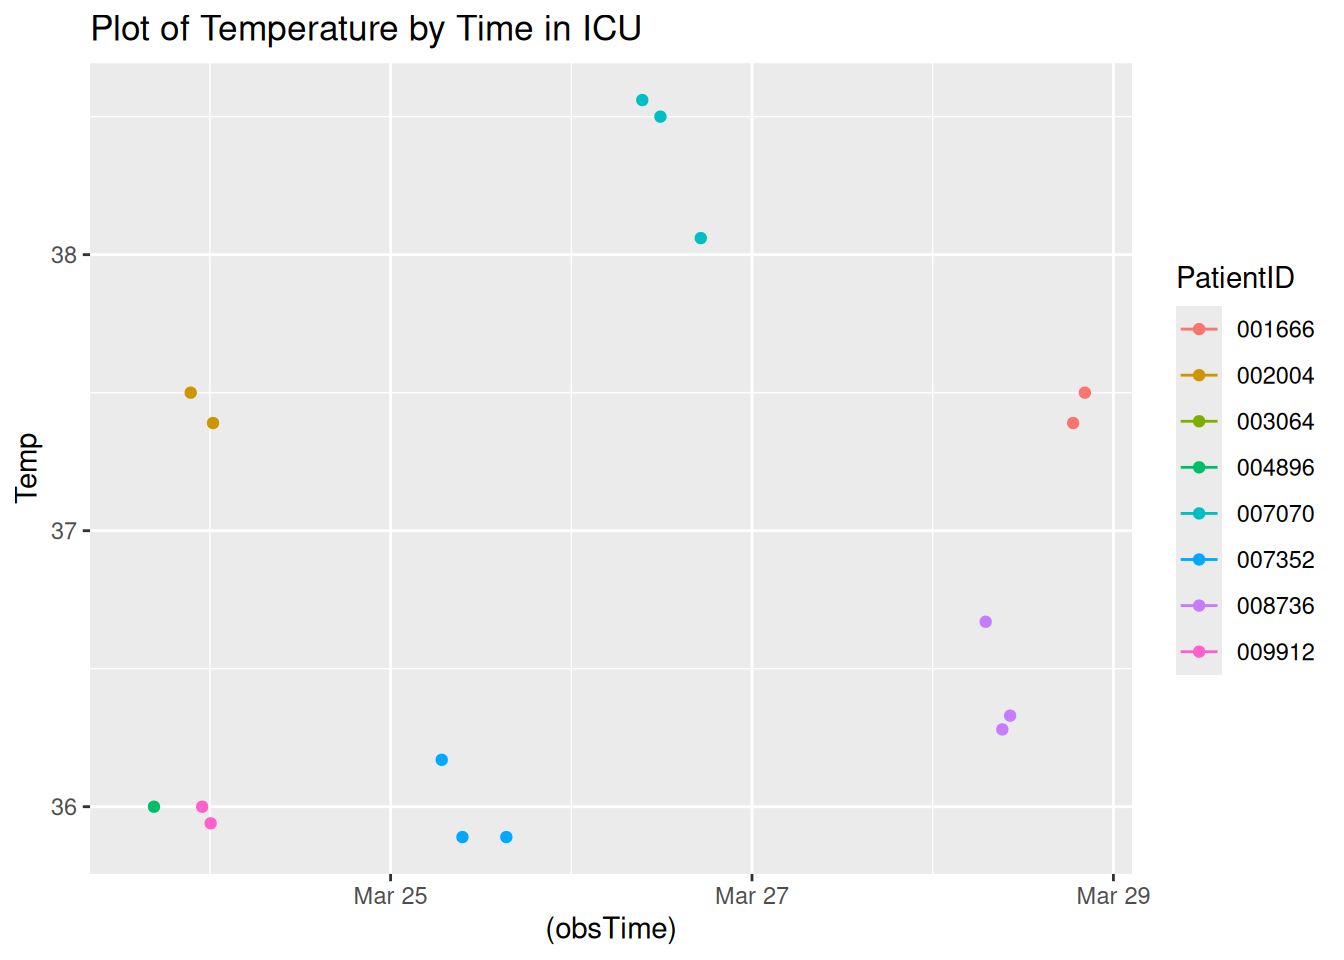 Plot of Temperature by Time in ICU
Temp
38
37
36
Mar 25
Mar 27
Mar 29
(obsTime)
PatientID
001666
002004
003064
004896
007070
007352
008736
009912